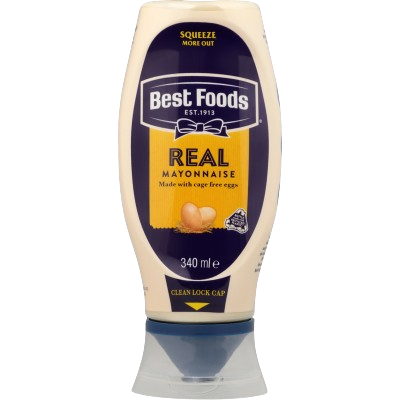 SQUEEZE
MORE OUT
Best Foods
EST.1913
REAL
MAYONNAISE
Made with cage free eggs
340 ml e
CLEAN LOCK CAP